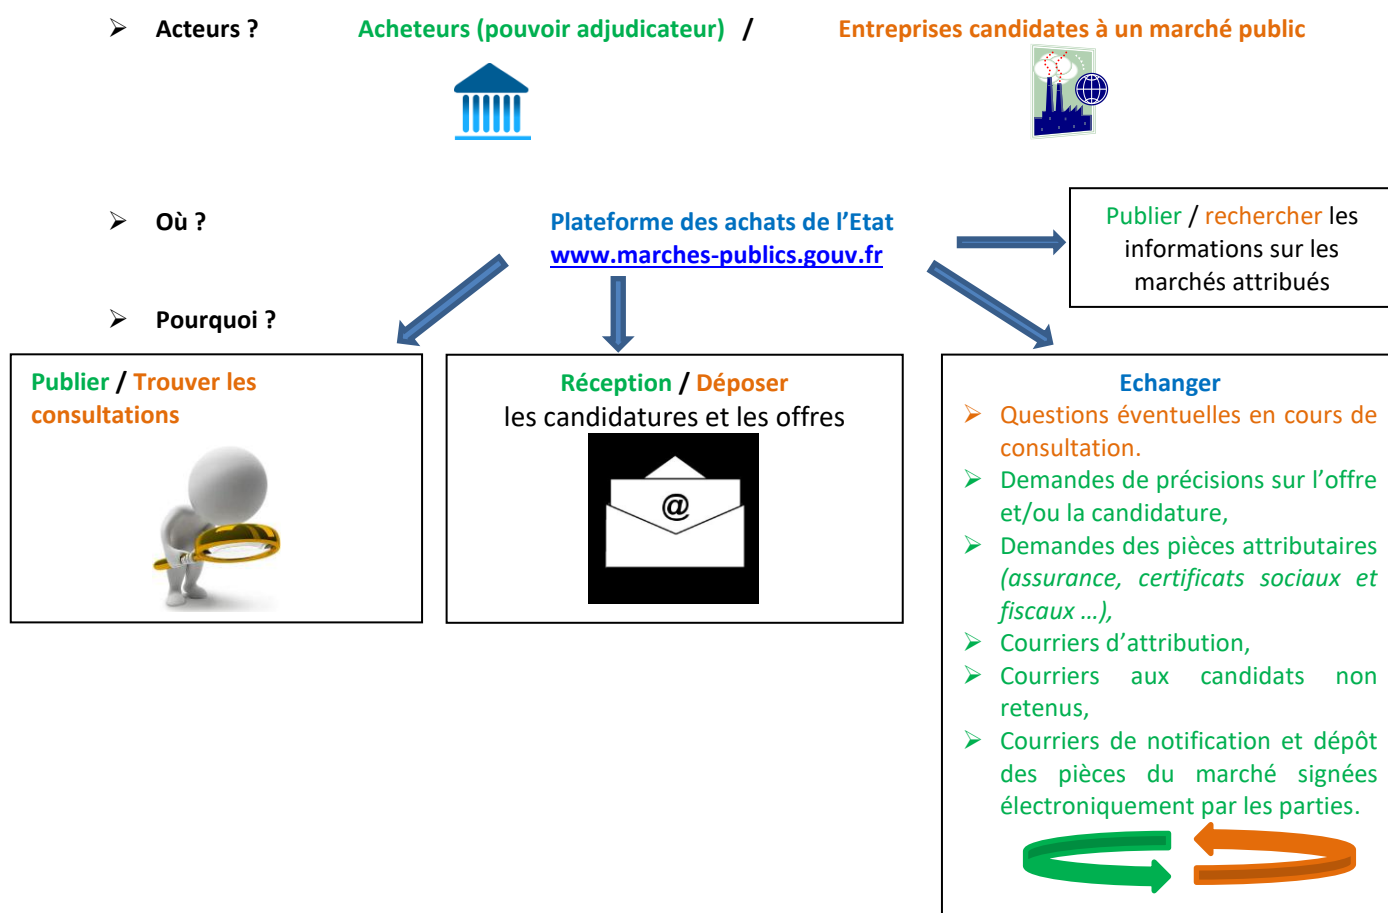 ➢ Acteurs ? Acheteurs (pouvoir adjudicateur) / Entreprises candidates à un marché public
➢ Où ? Plateforme des achats de l’Etat
www.marches-publics.gouv.fr
Publier / rechercher les
informations sur les
marchés attribués
➢ Pourquoi ?
Publier / Trouver les
consultations
Réception / Déposer
les candidatures et les offres
@
Echanger
➢ Questions éventuelles en cours de
consultation.
➢ Demandes de précisions sur l’offre
et/ou la candidature,
➢ Demandes des pièces attributaires
(assurance, certificats sociaux et
fiscaux …),
➢ Courriers d’attribution,
➢ Courriers aux candidats non
retenus,
➢ Courriers de notification et dépôt
des pièces du marché signées
électroniquement par les parties.